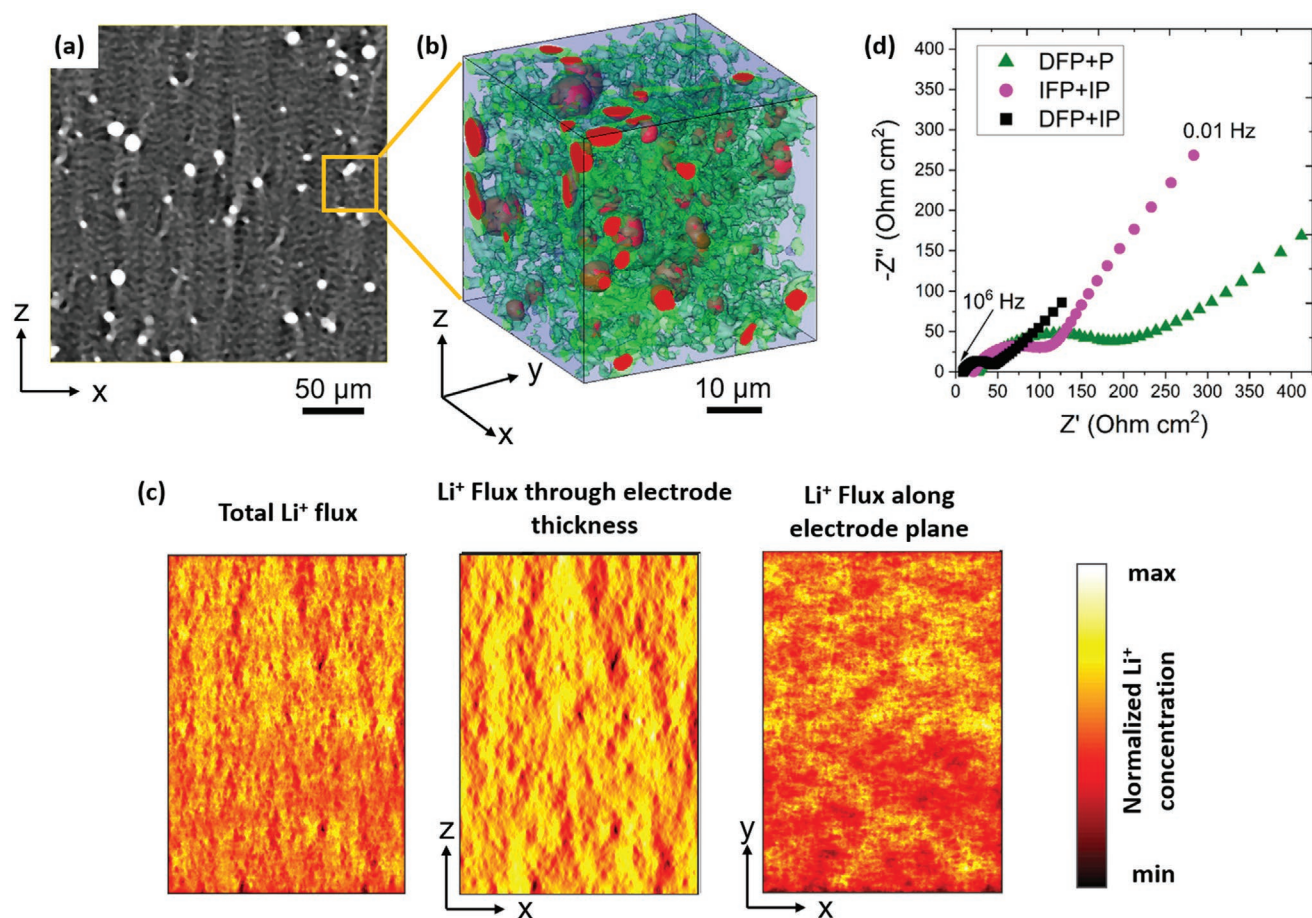 (a)
z
x
50 μm
(b)
z
y
x
10 μm
(d)
DFP+P
IFP+IP
DFP+IP
0.01 Hz
10⁶ Hz
400
350
300
250
200
150
100
50
0
-Z'' (Ohm cm²)
0 50 100 150 200 250 300 350 400
Z' (Ohm cm²)
(c)
Total Li⁺ flux
Li⁺ Flux through electrode
thickness
Li⁺ Flux along
electrode plane
z
x
y
x
max
Normalized Li⁺
concentration
min